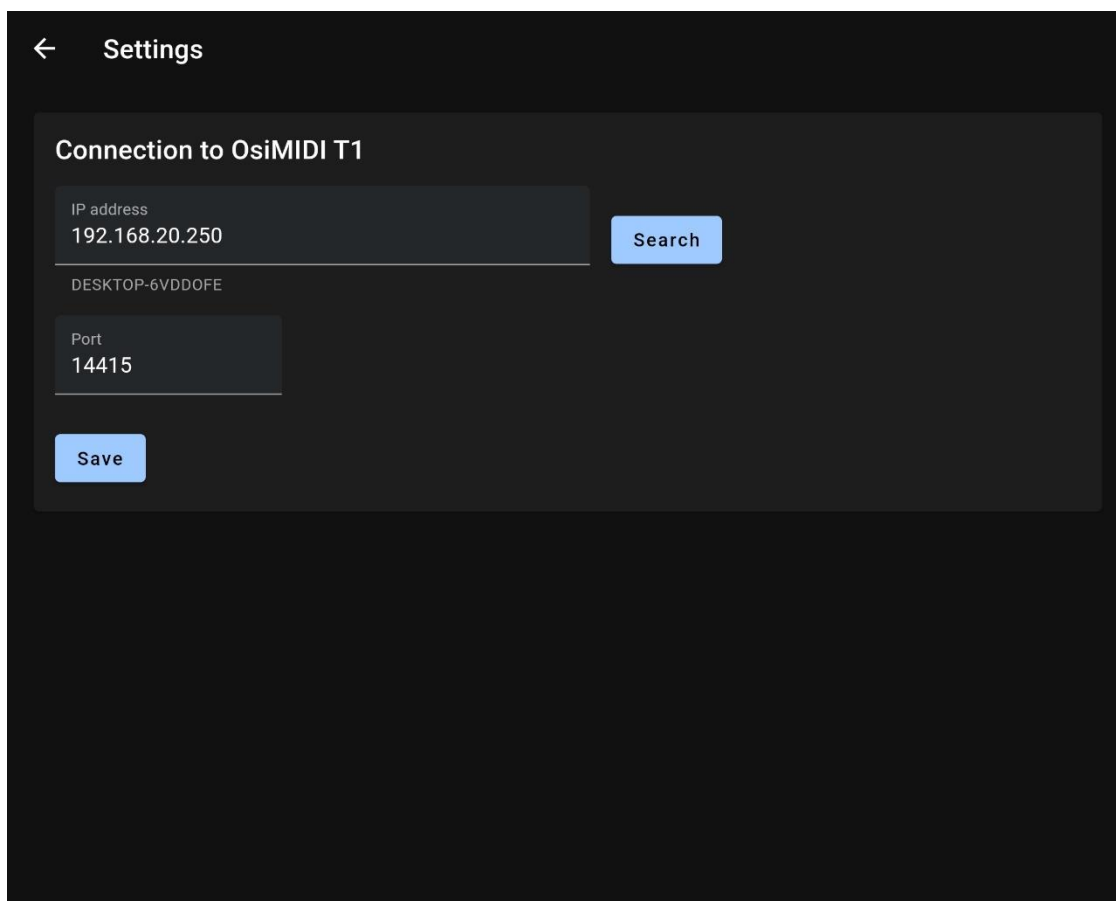 Settings
Connection to OsiMIDI T1
IP address
192.168.20.250
Search
DESKTOP-6VDDOFE
Port
14415
Save